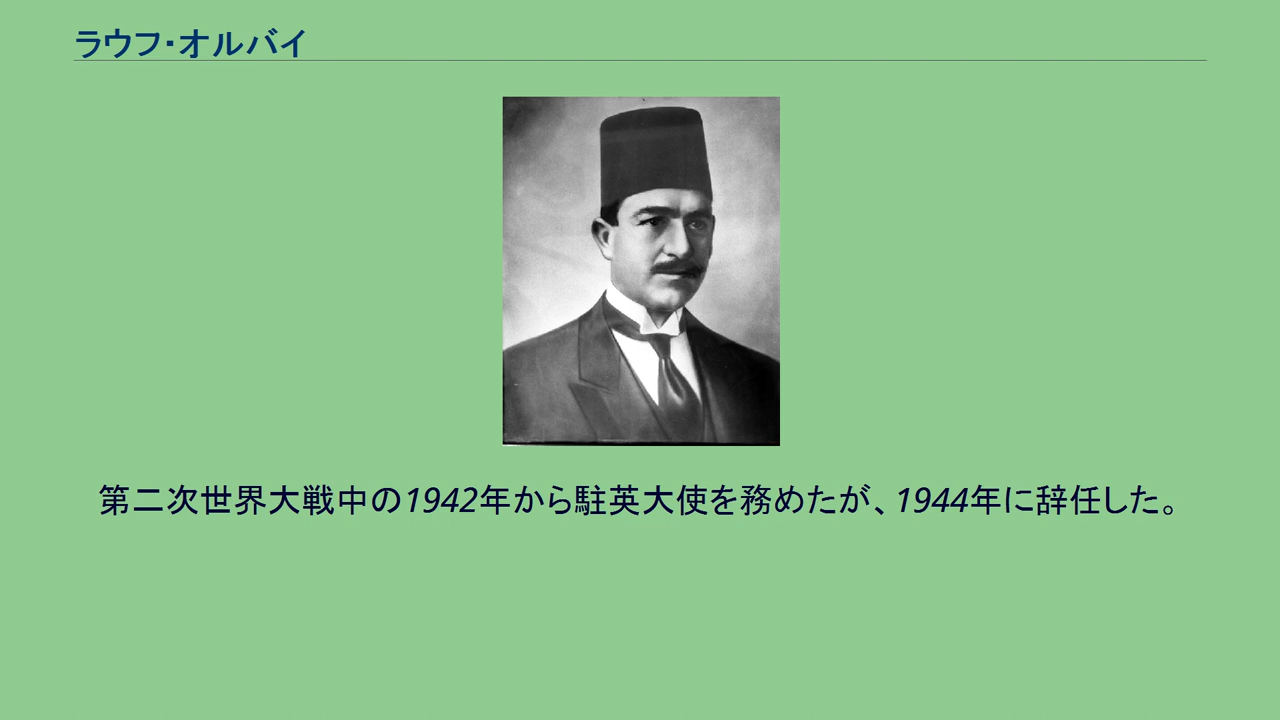 ラウフ・オルバイ
第二次世界大戦中の1942年から駐英大使を務めたが、1944年に辞任した。